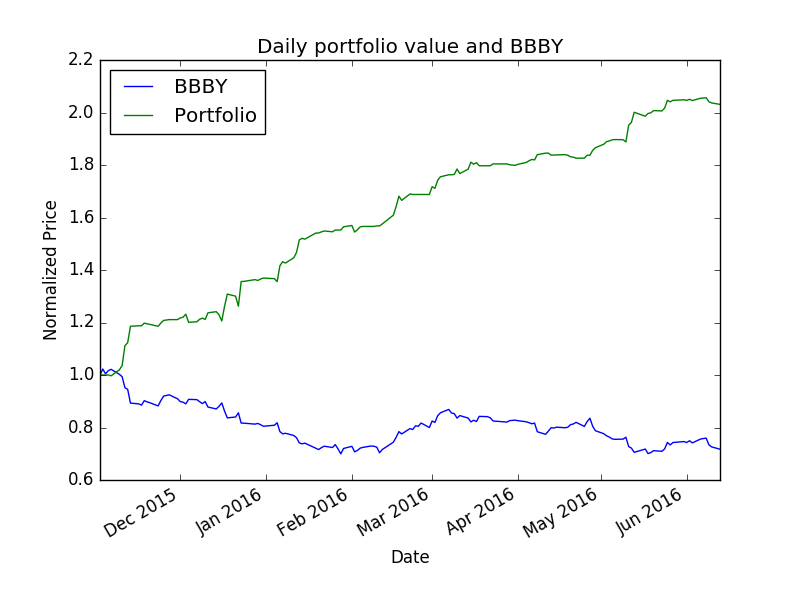 Daily portfolio value and BBBY
BBBY
Portfolio
Normalized Price
2.2
2.0
1.8
1.6
1.4
1.2
1.0
0.8
0.6
Dec 2015
Jan 2016
Feb 2016
Mar 2016
Apr 2016
May 2016
Jun 2016
Date